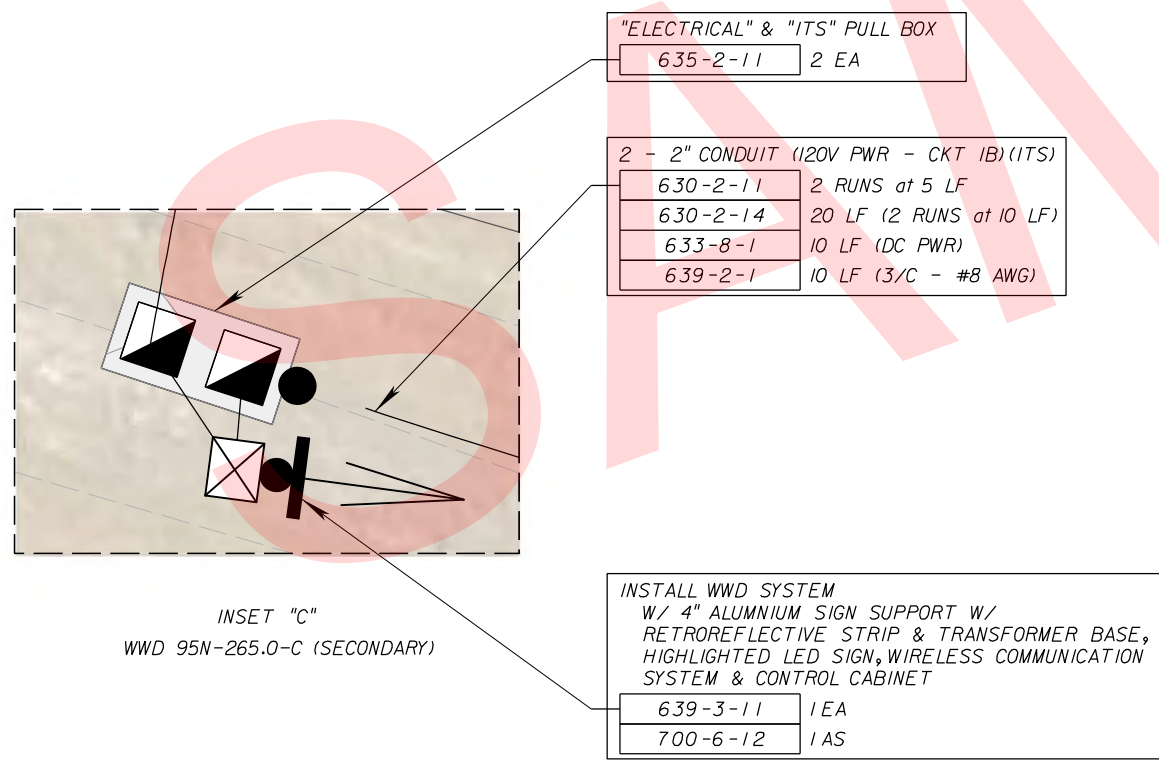 "ELECTRICAL" & "ITS" PULL BOX
635-2-11 2 EA
2 - 2" CONDUIT (120V PWR - CKT 1B)(ITS)
630-2-11 2 RUNS at 5 LF
630-2-14 20 LF (2 RUNS at 10 LF)
633-8-1 10 LF (DC PWR)
639-2-1 10 LF (3/C - #8 AWG)
INSET "C"
WWD 95N-265.0-C (SECONDARY)
INSTALL WWD SYSTEM
W/ 4" ALUMNIUM SIGN SUPPORT W/
RETROREFLECTIVE STRIP & TRANSFORMER BASE,
HIGHLIGHTED LED SIGN, WIRELESS COMMUNICATION
SYSTEM & CONTROL CABINET
639-3-11 1 EA
700-6-12 1 AS